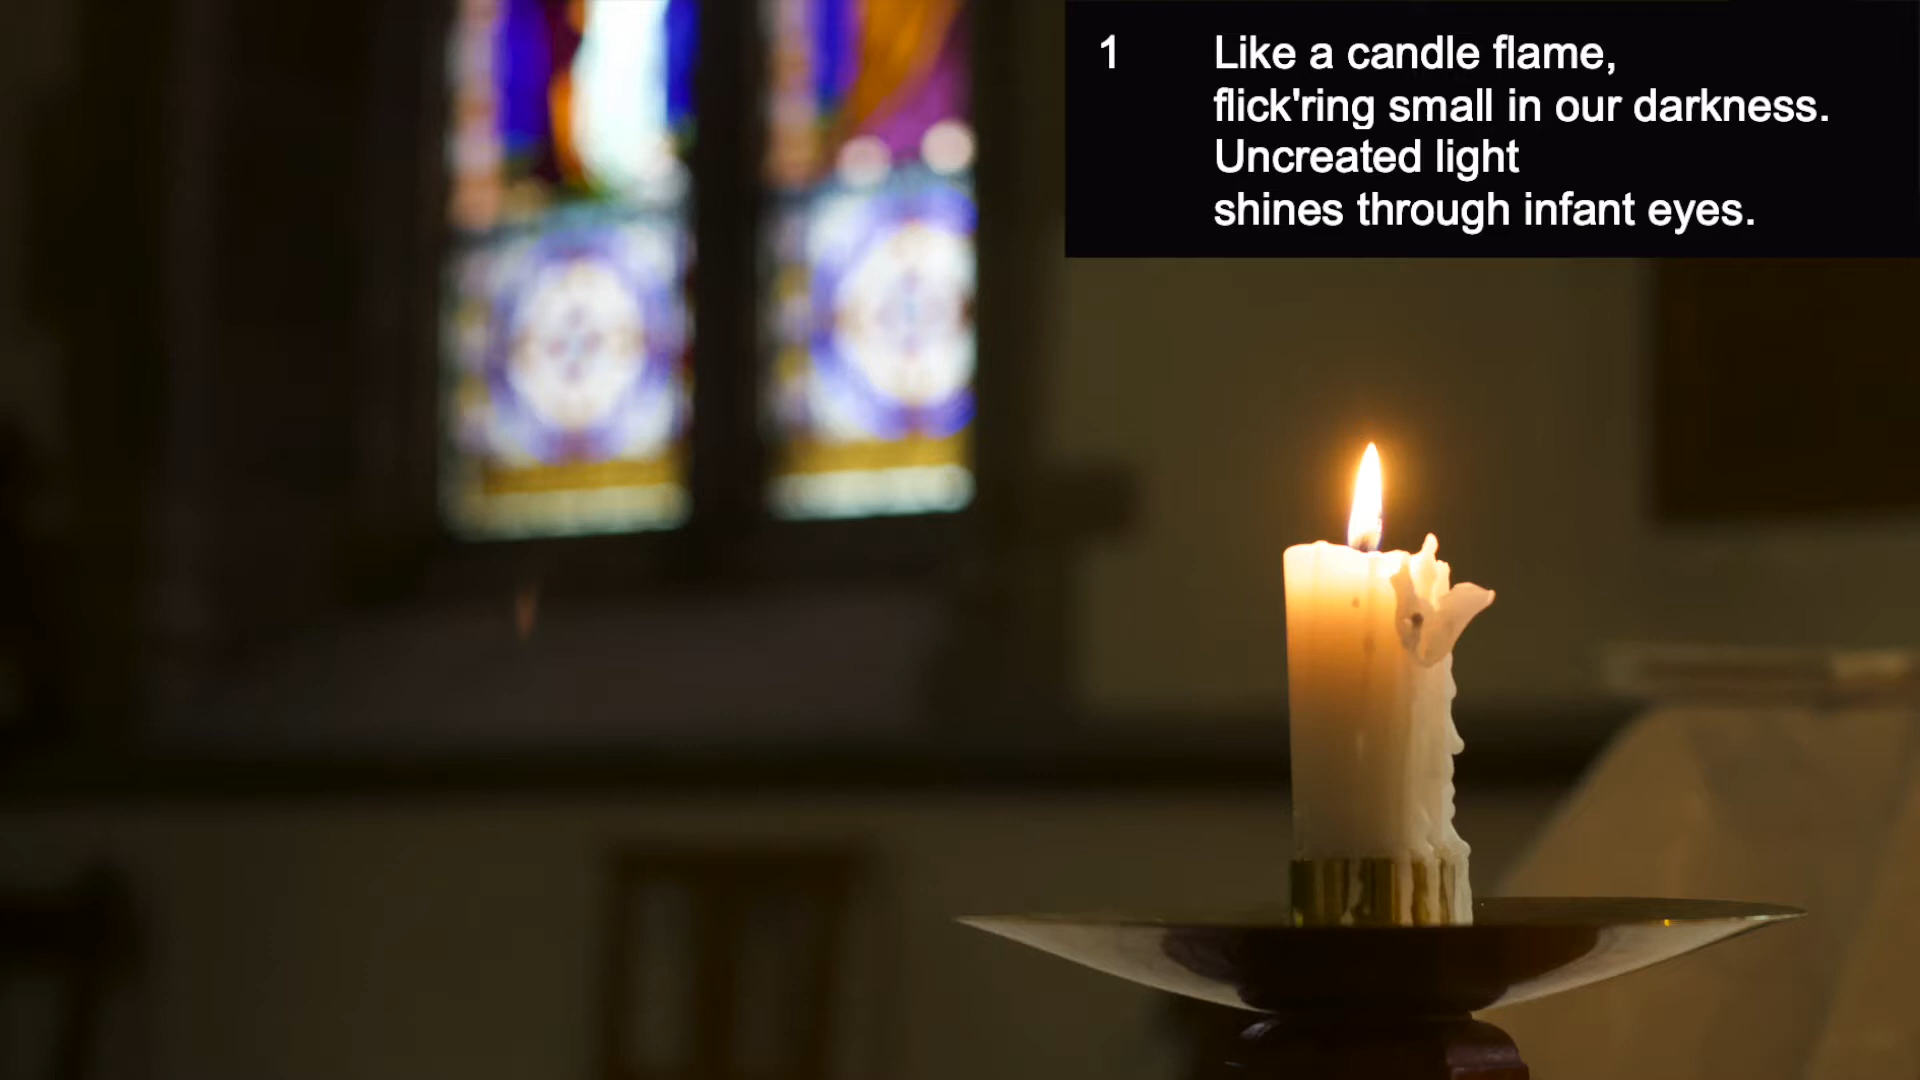 1 Like a candle flame,
flick'ring small in our darkness.
Uncreated light
shines through infant eyes.